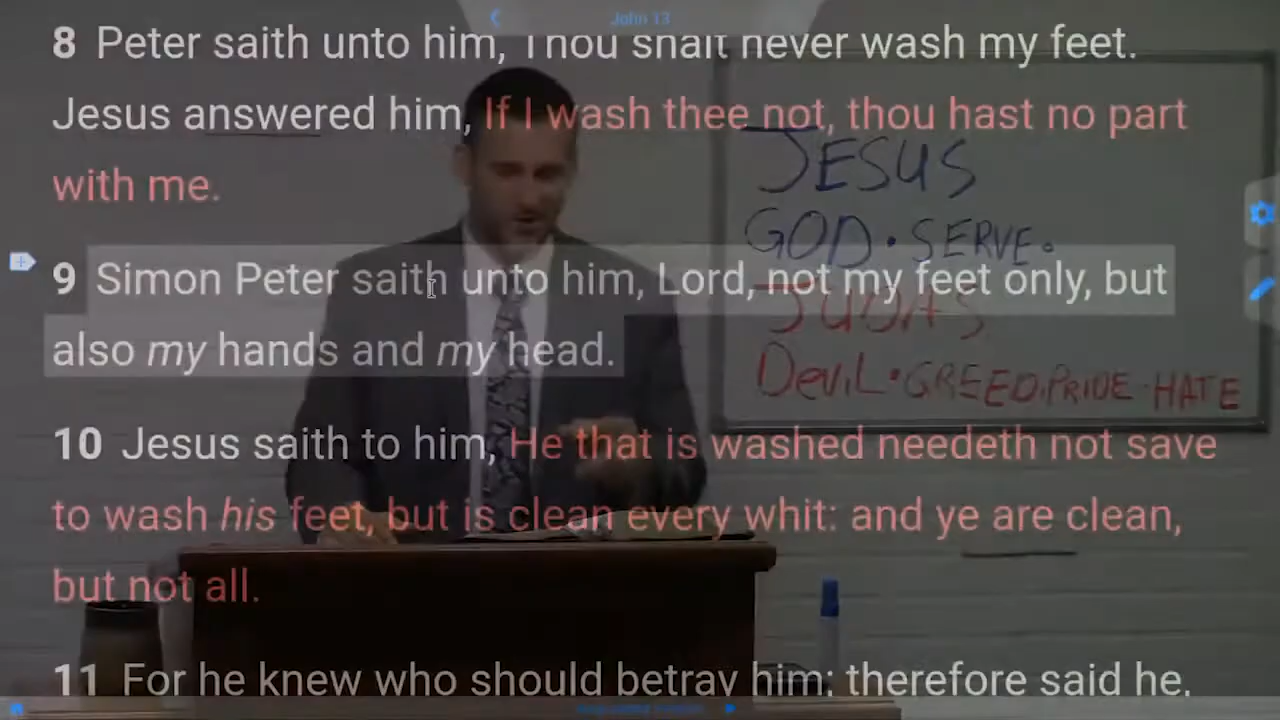 John 13
8 Peter saith unto him, Thou shalt never wash my feet.
Jesus answered him, If I wash thee not, thou hast no part
with me.
JESUS
GOD • SERVE.
9 Simon Peter saith unto him, Lord, not my feet only, but
also my hands and my head.
JUDAS
DeviL • GREED. PRIDE • HATE
10 Jesus saith to him, He that is washed needeth not save
to wash his feet, but is clean every whit: and ye are clean,
but not all.
11 For he knew who should betray him; therefore said he,